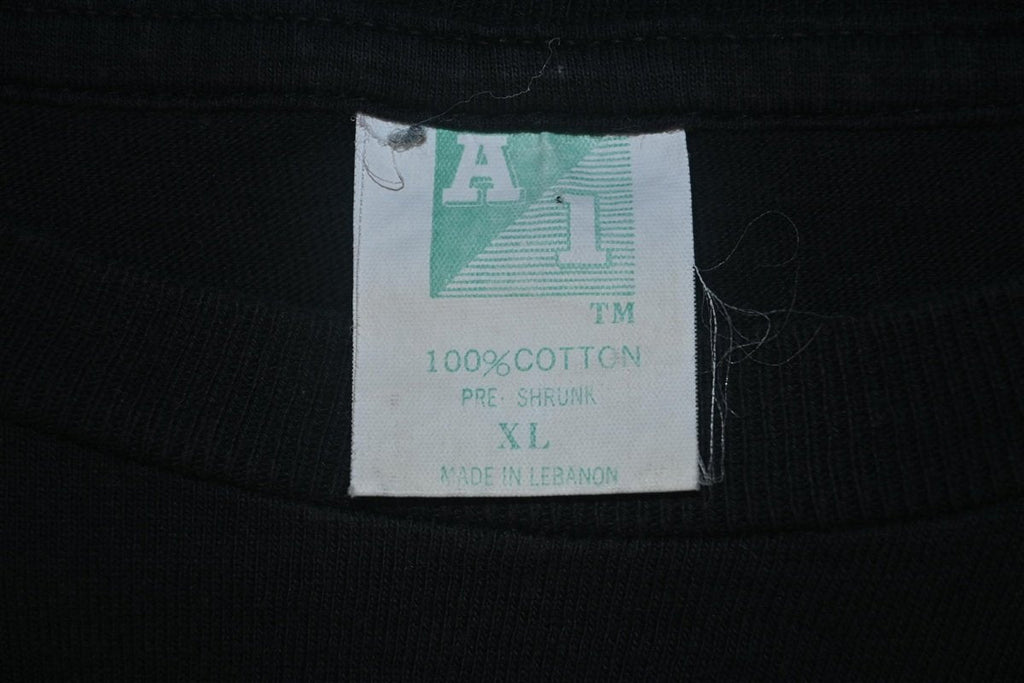 A
1
TM
100% COTTON
PRE-SHRUNK
XL
MADE IN LEBANON